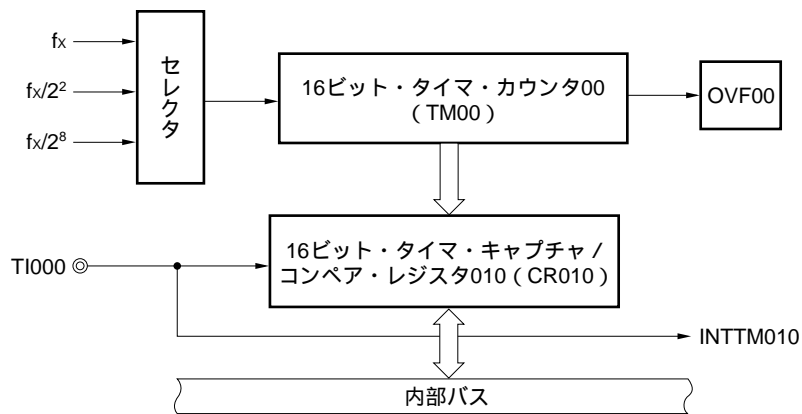 fX
fX/2²
fX/2⁸
セレクタ
16ビット・タイマ・カウンタ00
（TM00）
OVF00
TI000
16ビット・タイマ・キャプチャ／
コンペア・レジスタ010（CR010）
INTTM010
内部バス